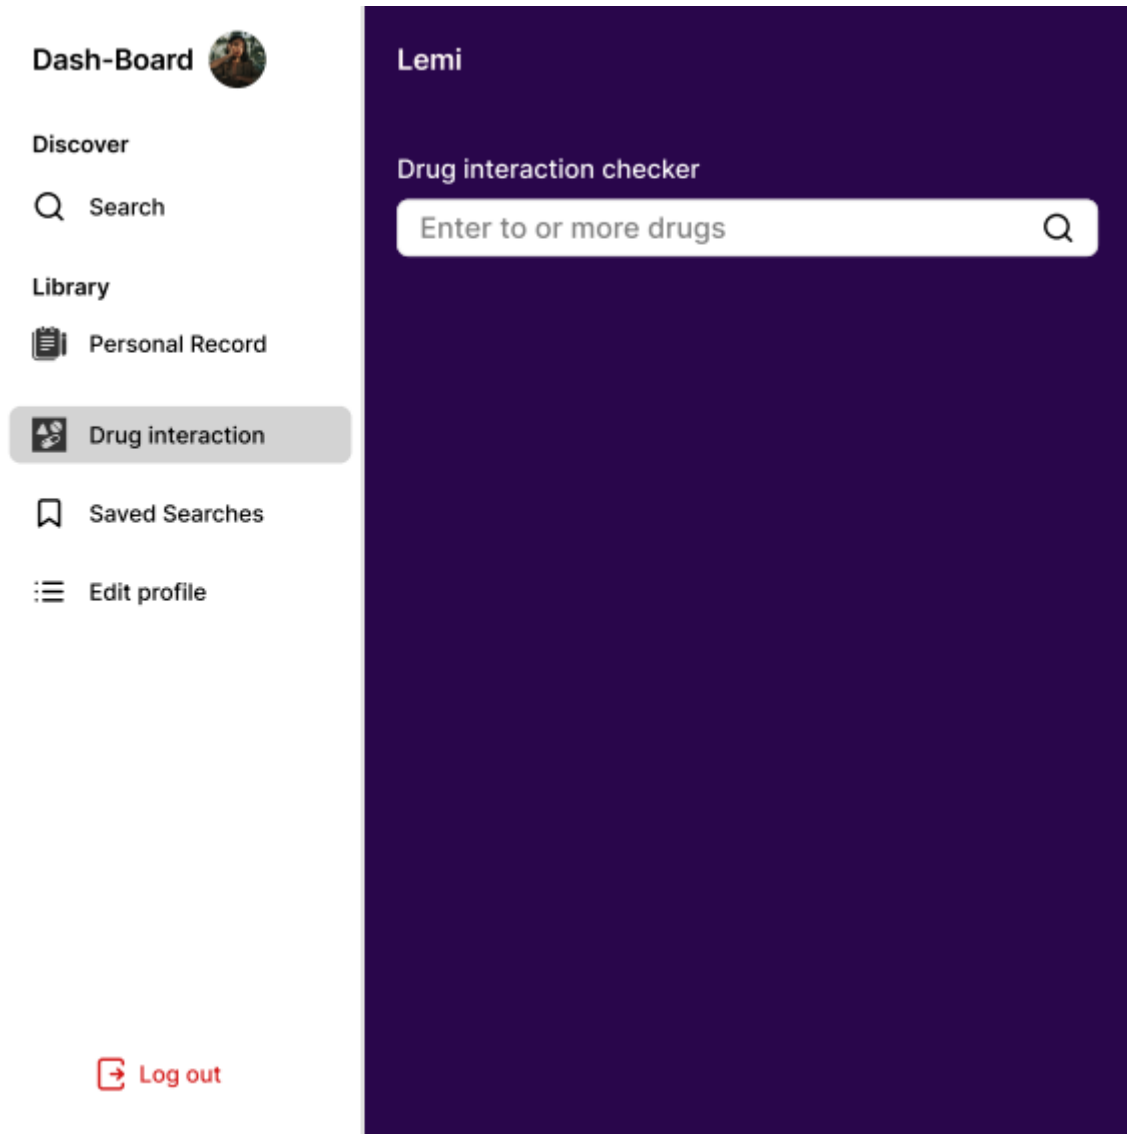 Dash-Board
Discover
Search
Library
Personal Record
Drug interaction
Saved Searches
Edit profile
Log out
Lemi
Drug interaction checker
Enter to or more drugs